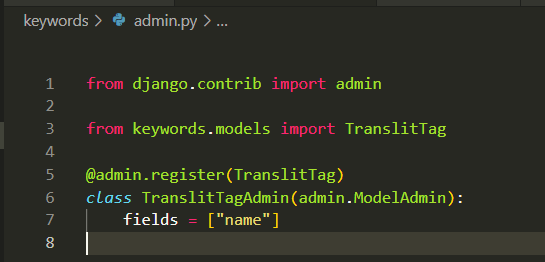 keywords > admin.py > ...
1 from django.contrib import admin
2
3 from keywords.models import TranslitTag
4
5 @admin.register(TranslitTag)
6 class TranslitTagAdmin(admin.ModelAdmin):
7     fields = ["name"]
8